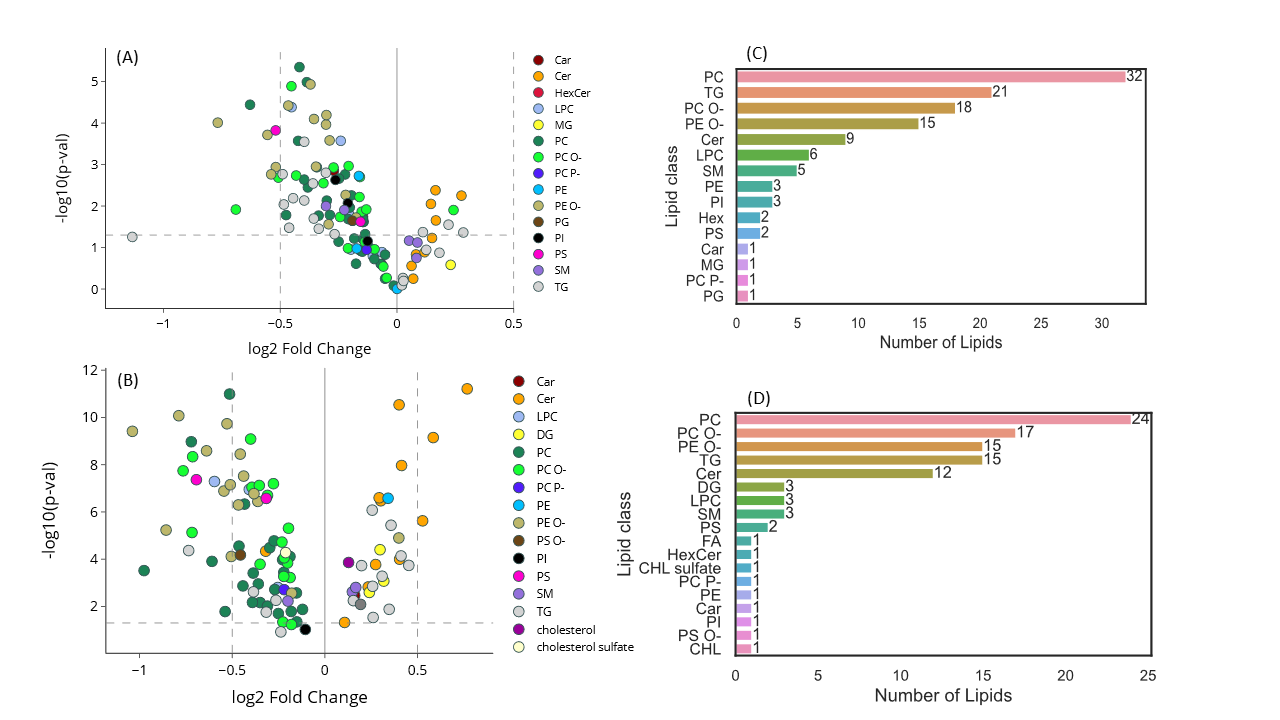 (A)
-log10(p-val)
5
4
3
2
1
0
−1
−0.5
0
0.5
log2 Fold Change
Car
Cer
HexCer
LPC
MG
PC
PC O-
PC P-
PE
PE O-
PG
PI
PS
SM
TG
(C)
Lipid class
PC 32
TG 21
PC O- 18
PE O- 15
Cer 9
LPC 6
SM 5
PE 3
PI 3
Hex 2
PS 2
Car 1
MG 1
PC P- 1
PG 1
0 5 10 15 20 25 30
Number of Lipids
(B)
-log10(p-val)
12
10
8
6
4
2
−1
−0.5
0
0.5
log2 Fold Change
Car
Cer
LPC
DG
PC
PC O-
PC P-
PE
PE O-
PS O-
PI
PS
SM
TG
cholesterol
cholesterol sulfate
(D)
Lipid class
PC 24
PC O- 17
PE O- 15
TG 15
Cer 12
DG 3
LPC 3
SM 3
PS 2
FA 1
HexCer 1
CHL sulfate 1
PC P- 1
PE 1
Car 1
PI 1
PS O- 1
CHL 1
0 5 10 15 20 25
Number of Lipids